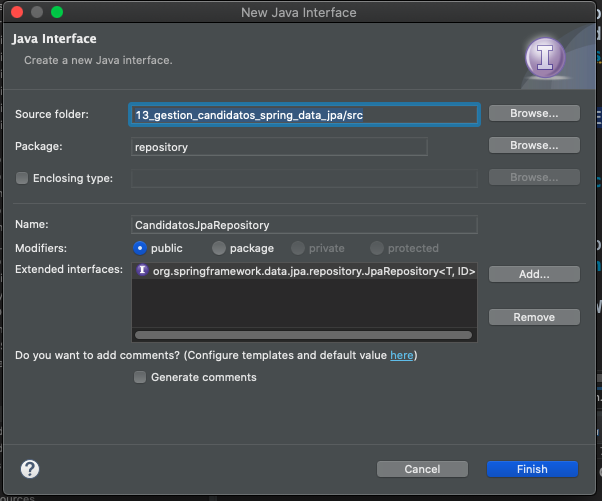 New Java Interface
Java Interface
Create a new Java interface.
I
Source folder: 13_gestion_candidatos_spring_data_jpa/src Browse...
Package: repository Browse...
Enclosing type: Browse...
Name: CandidatosJpaRepository
Modifiers: public package private protected
Extended interfaces: I org.springframework.data.jpa.repository.JpaRepository<T, ID> Add...
Remove
Do you want to add comments? (Configure templates and default value here)
Generate comments
? Cancel Finish